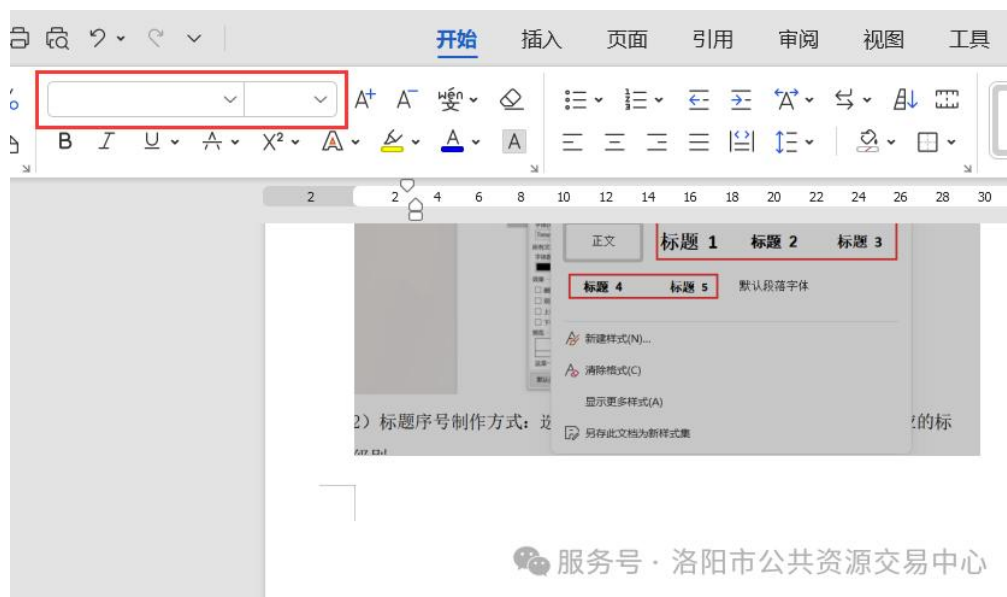 开始 插入 页面 引用 审阅 视图 工具
A+ A- wén 变
B I U A X² A A A
2 2 4 6 8 10 12 14 16 18 20 22 24 26 28 30
正文 标题 1 标题 2 标题 3
标题 4 标题 5 默认段落字体
新建样式(N)...
清除格式(C)
显示更多样式(A)
2）标题序号制作方式：选 的标
另存此文档为新样式集
服务号 · 洛阳市公共资源交易中心